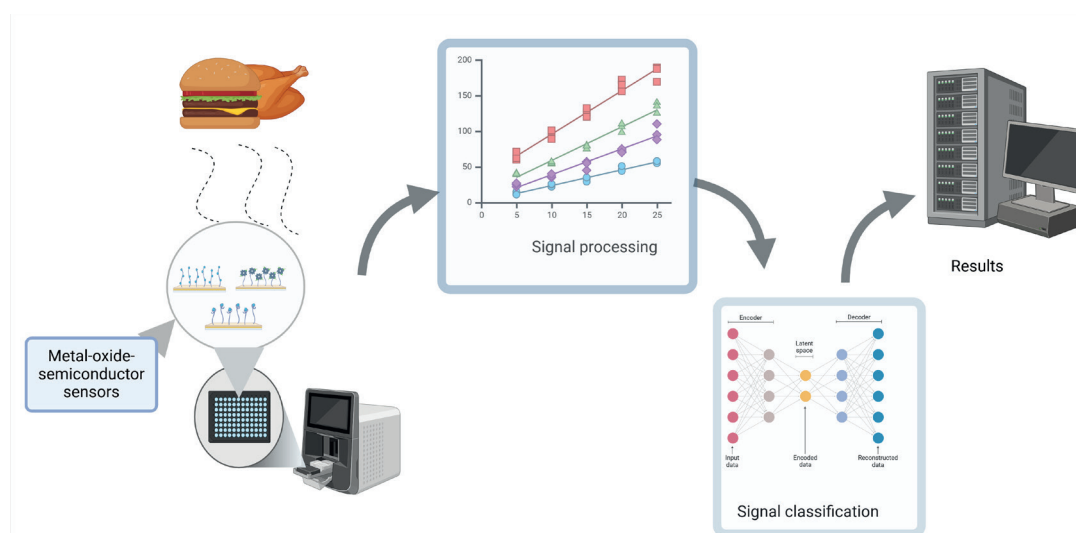 Metal-oxide-
semiconductor
sensors
200
150
100
50
0
0 5 10 15 20 25
Signal processing
Encoder
Decoder
Latent
space
Input
data
Encoded
data
Reconstructed
data
Signal classification
Results